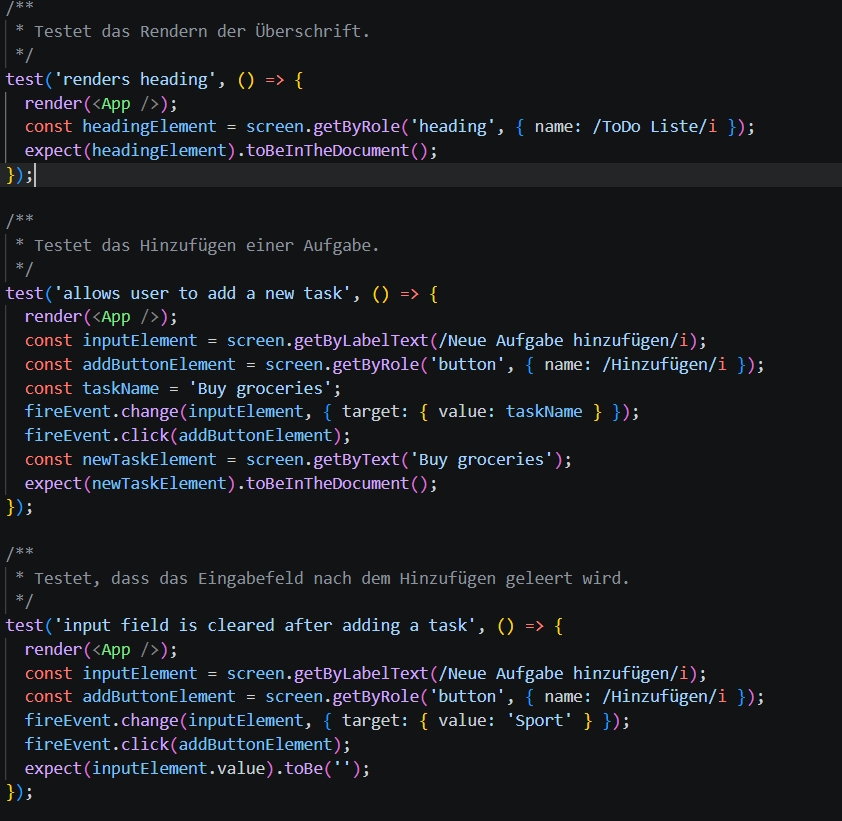 /**
 * Testet das Rendern der Überschrift.
 */
test('renders heading', () => {
  render(<App />);
  const headingElement = screen.getByRole('heading', { name: /ToDo Liste/i });
  expect(headingElement).toBeInTheDocument();
});

/**
 * Testet das Hinzufügen einer Aufgabe.
 */
test('allows user to add a new task', () => {
  render(<App />);
  const inputElement = screen.getByLabelText(/Neue Aufgabe hinzufügen/i);
  const addButtonElement = screen.getByRole('button', { name: /Hinzufügen/i });
  const taskName = 'Buy groceries';
  fireEvent.change(inputElement, { target: { value: taskName } });
  fireEvent.click(addButtonElement);
  const newTaskElement = screen.getByText('Buy groceries');
  expect(newTaskElement).toBeInTheDocument();
});

/**
 * Testet, dass das Eingabefeld nach dem Hinzufügen geleert wird.
 */
test('input field is cleared after adding a task', () => {
  render(<App />);
  const inputElement = screen.getByLabelText(/Neue Aufgabe hinzufügen/i);
  const addButtonElement = screen.getByRole('button', { name: /Hinzufügen/i });
  fireEvent.change(inputElement, { target: { value: 'Sport' } });
  fireEvent.click(addButtonElement);
  expect(inputElement.value).toBe('');
});